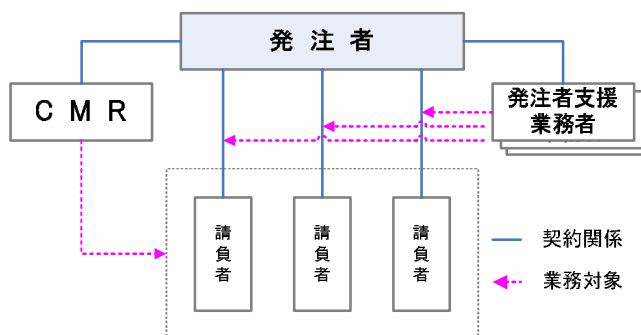 発 注 者
C M R
発注者支援
業務者
請負者
請負者
請負者
契約関係
業務対象